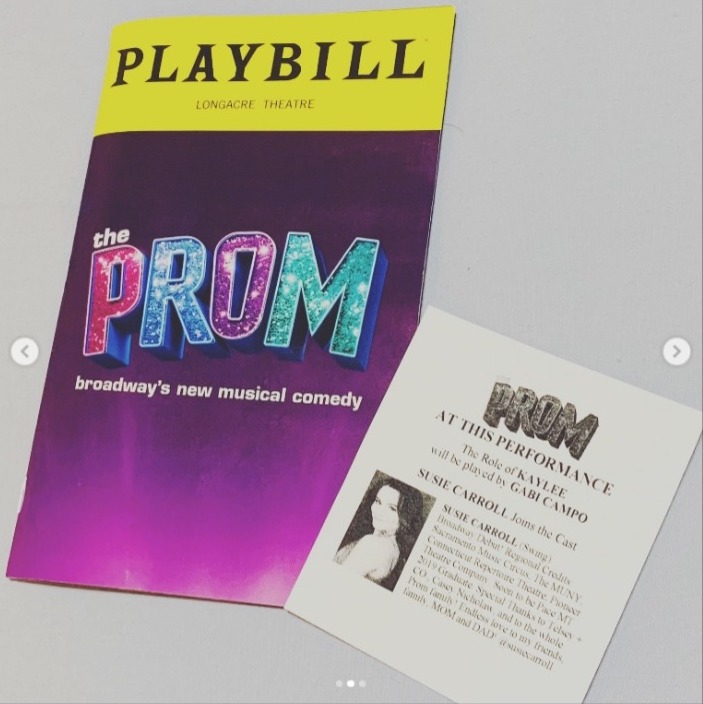 PLAYBILL
LONGACRE THEATRE
the
PROM
broadway's new musical comedy
PROM
AT THIS PERFORMANCE
The Role of KAYLEE
will be played by GABI CAMPO
SUSIE CARROLL Joins the Cast
SUSIE CARROLL (Swing)
Broadway Debut! Regional Credits
Sacramento Music Circus, The MUNY,
Connecticut Repertoire Theatre, Pioneer
Theatre Company. Soon to be Pace MT
2019 Graduate. Special Thanks to Telsey +
CO, Casey Nicholaw, and to the whole
Prom family! Endless love to my friends,
family, MOM and DAD! @susiecarroll